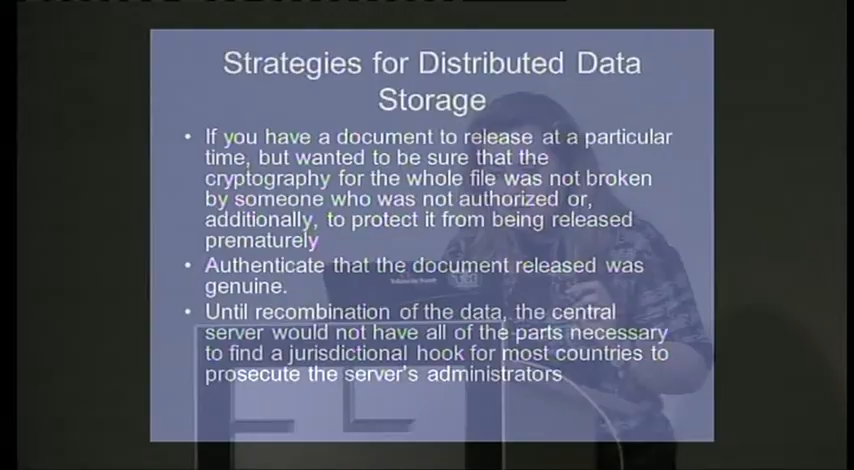 Strategies for Distributed Data
Storage
• If you have a document to release at a particular
time, but wanted to be sure that the
cryptography for the whole file was not broken
by someone who was not authorized or,
additionally, to protect it from being released
prematurely
• Authenticate that the document released was
genuine.
• Until recombination of the data, the central
server would not have all of the parts necessary
to find a jurisdictional hook for most countries to
prosecute the server's administrators